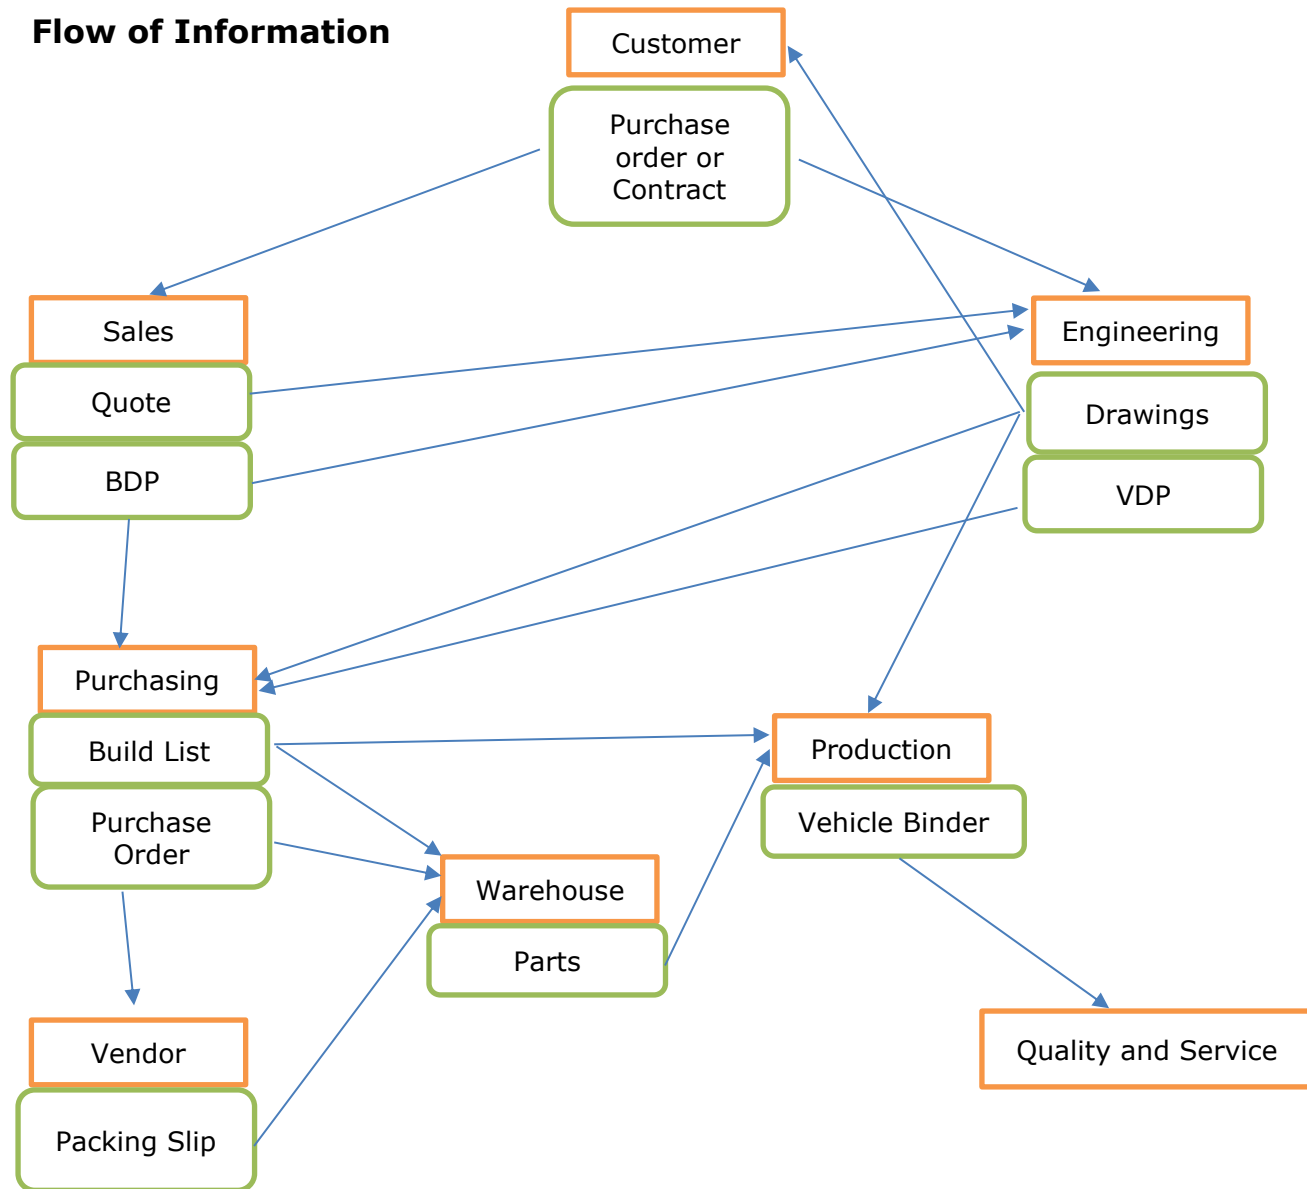 Flow of Information
Customer
Purchase
order or
Contract
Sales
Engineering
Quote
Drawings
BDP
VDP
Purchasing
Build List
Production
Purchase
Order
Vehicle Binder
Warehouse
Parts
Vendor
Quality and Service
Packing Slip